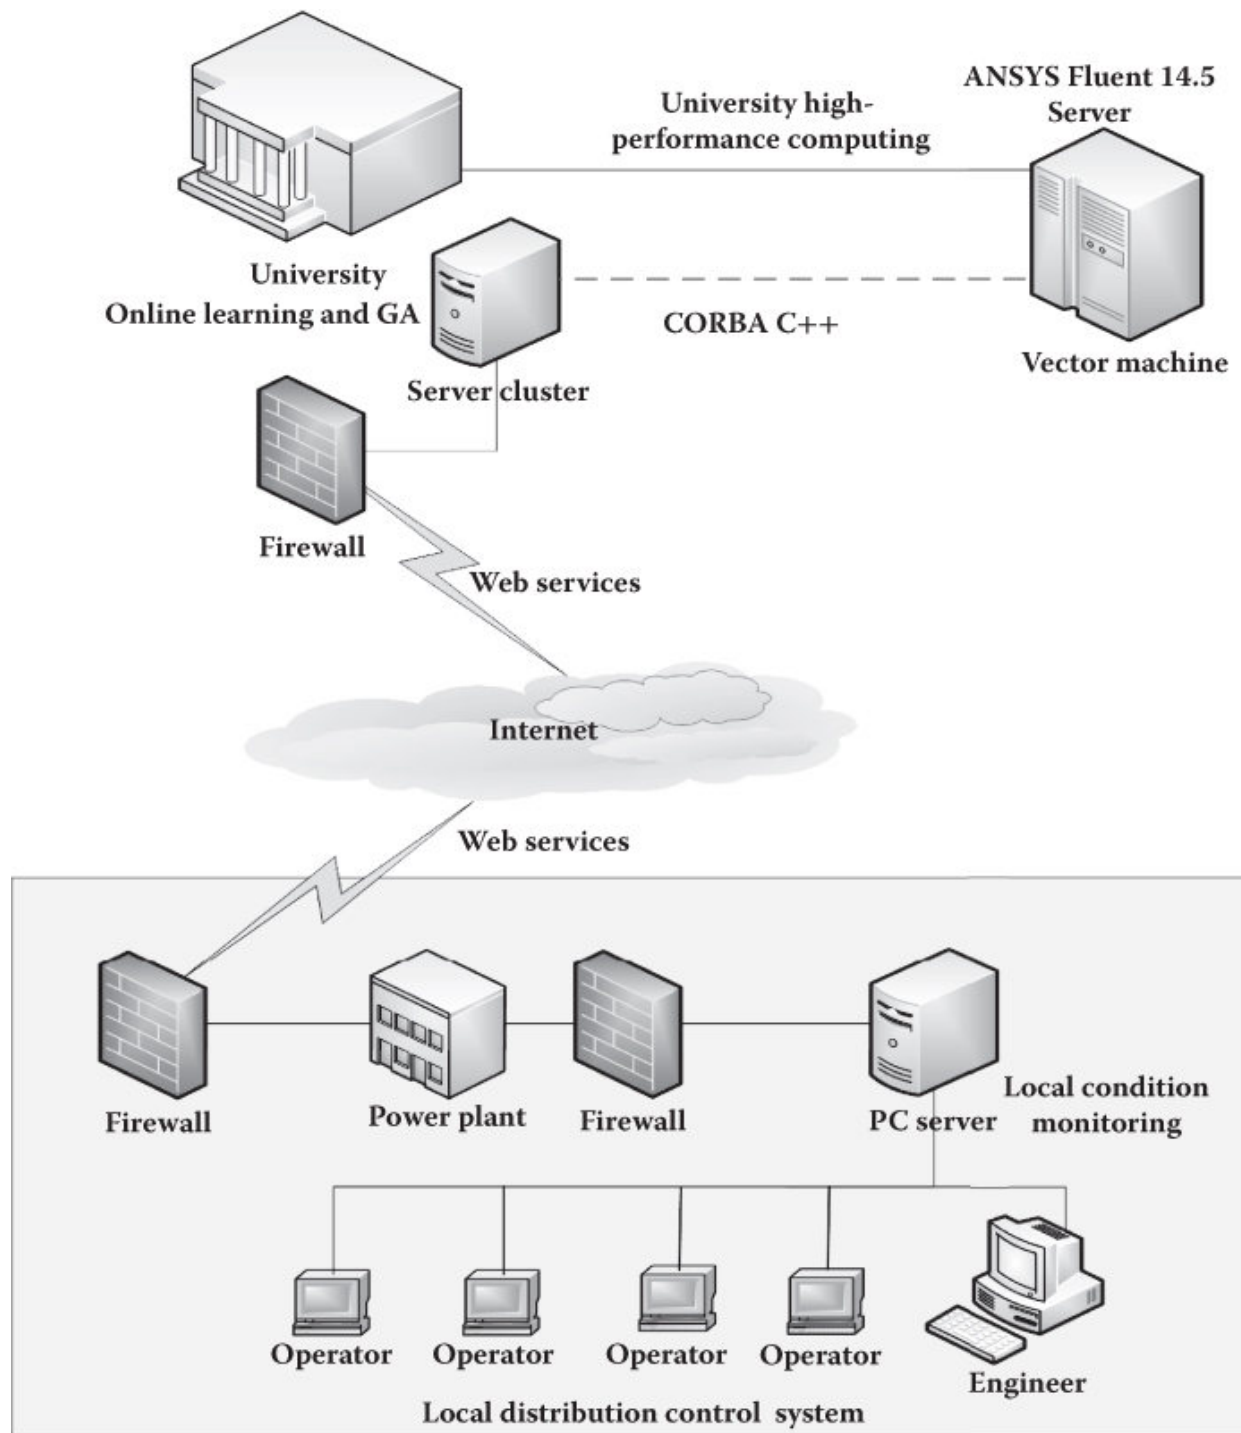 ANSYS Fluent 14.5
Server
University high-
performance computing
University
Online learning and GA
CORBA C++
Vector machine
Server cluster
Firewall
Web services
Internet
Web services
Firewall
Power plant
Firewall
PC server
Local condition
monitoring
Operator
Operator
Operator
Operator
Engineer
Local distribution control system